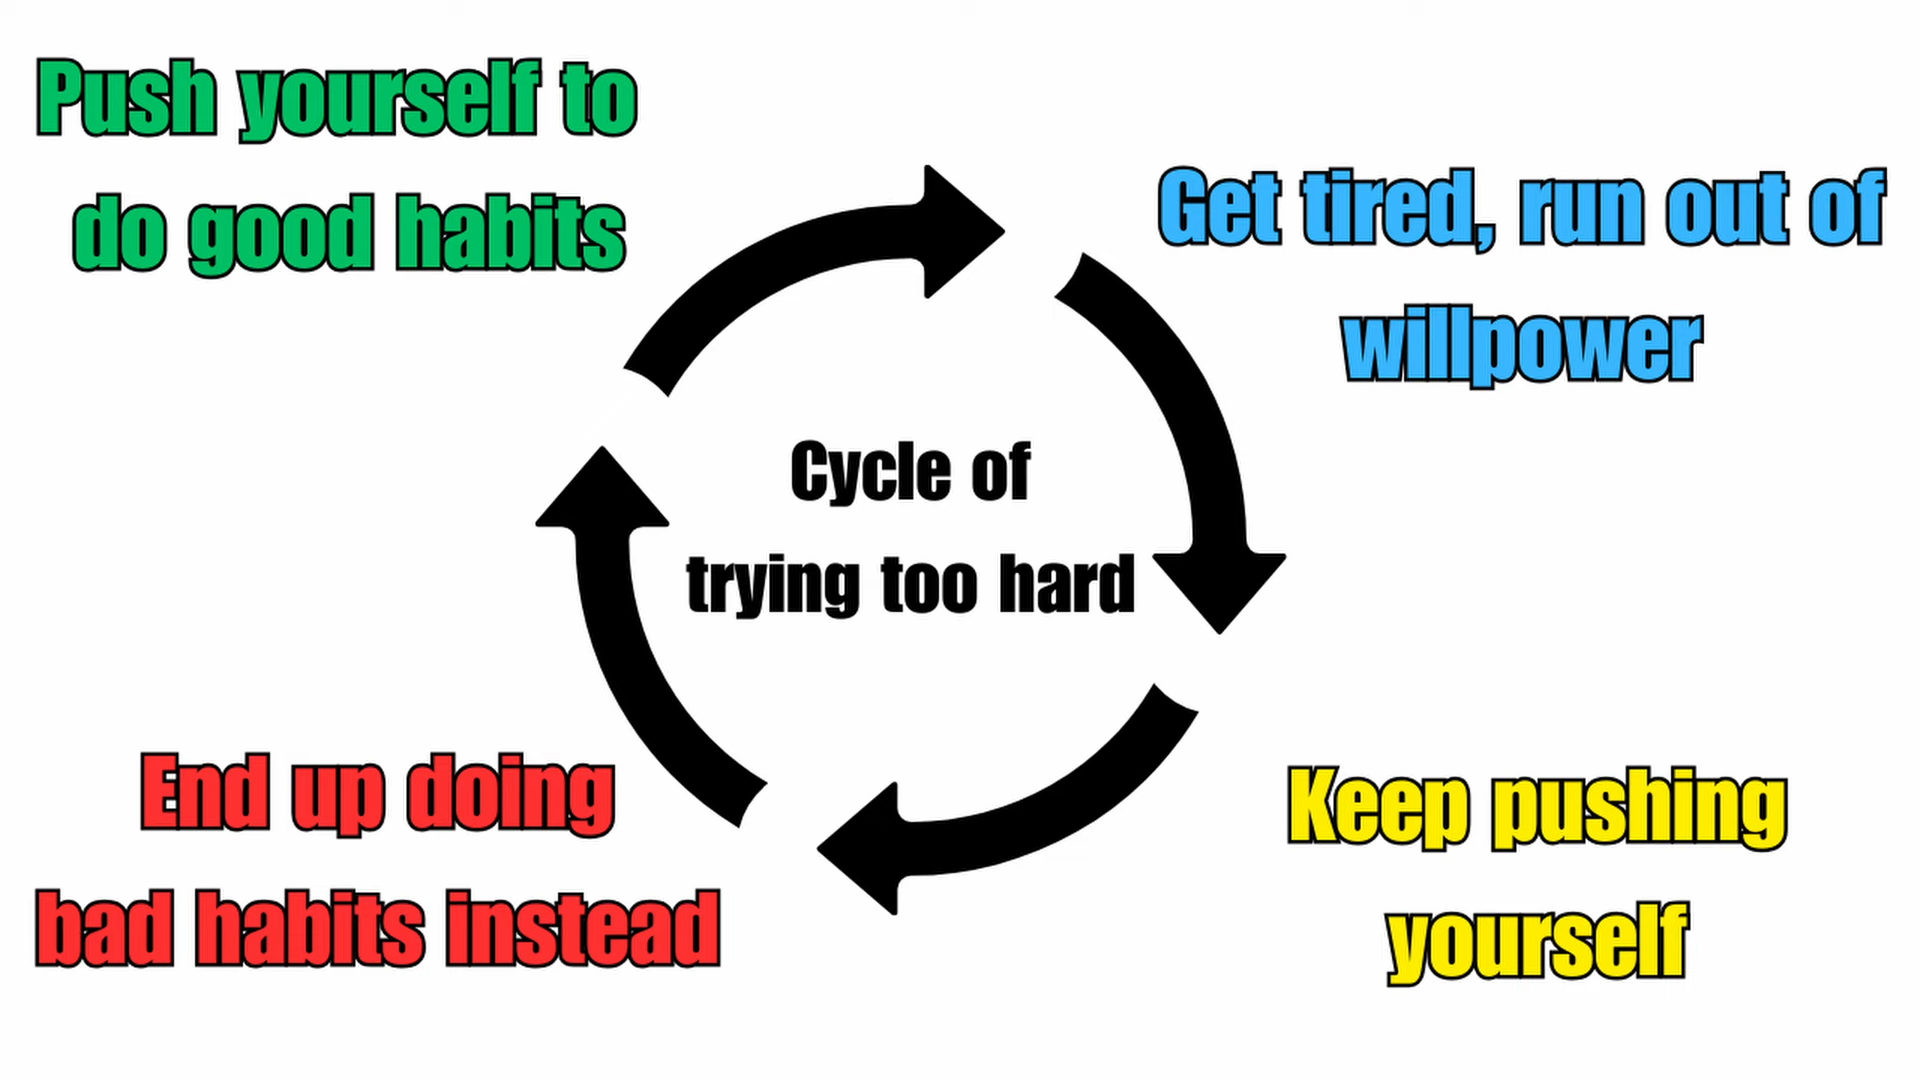 Push yourself to
do good habits
Get tired, run out of
willpower
Cycle of
trying too hard
Keep pushing
yourself
End up doing
bad habits instead